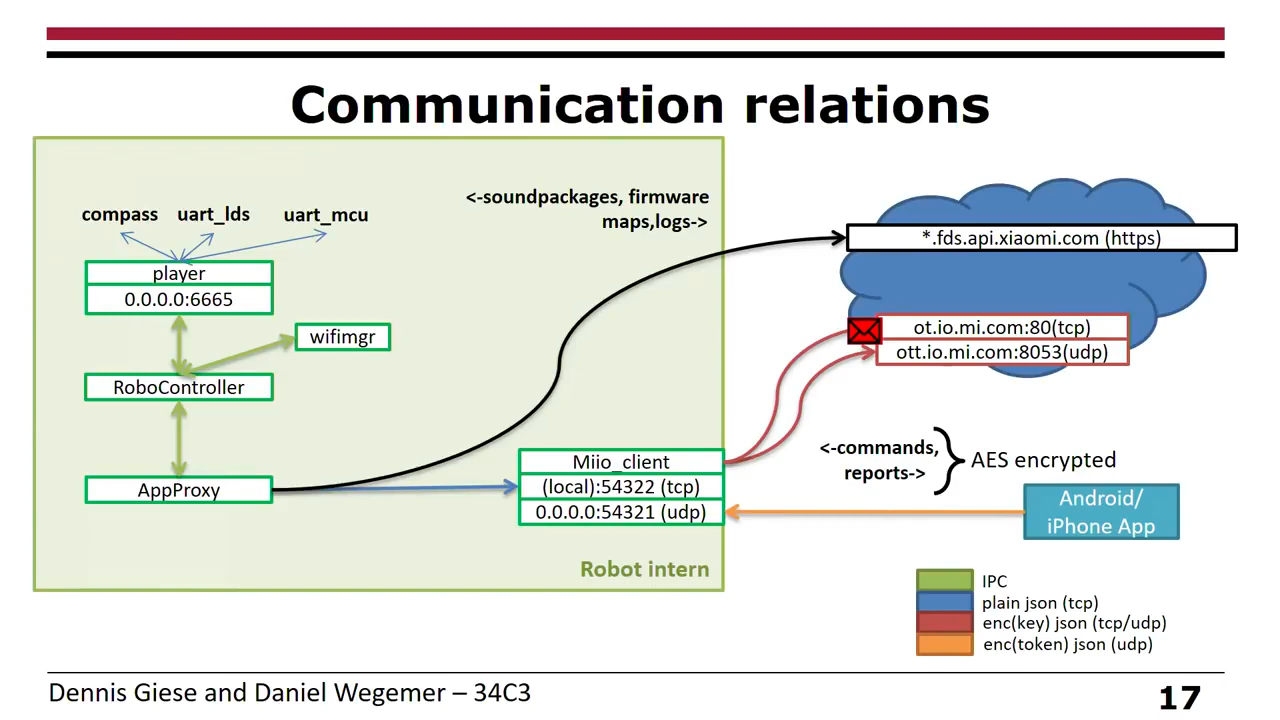 Communication relations
<-soundpackages, firmware
maps,logs->
compass uart_lds uart_mcu
*.fds.api.xiaomi.com (https)
player
0.0.0.0:6665
wifimgr
ot.io.mi.com:80(tcp)
ott.io.mi.com:8053(udp)
RoboController
<-commands,
reports->
AES encrypted
Miio_client
(local):54322 (tcp)
0.0.0.0:54321 (udp)
AppProxy
Android/
iPhone App
Robot intern
IPC
plain json (tcp)
enc(key) json (tcp/udp)
enc(token) json (udp)
Dennis Giese and Daniel Wegemer – 34C3
17